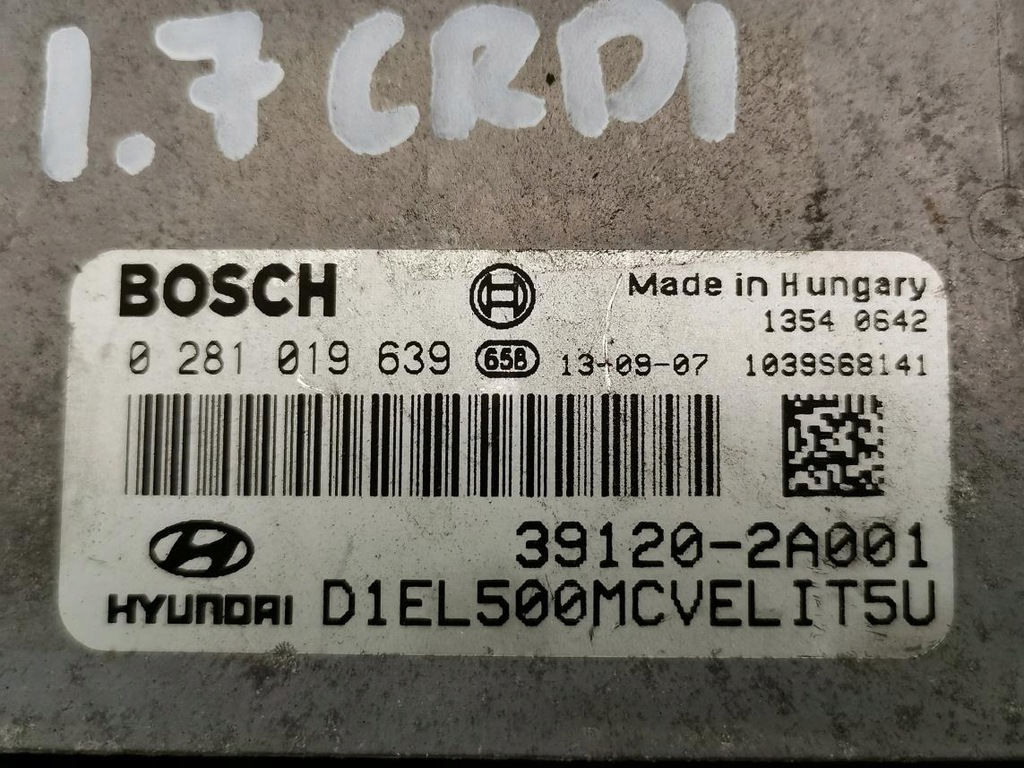 1.7 CRDI
BOSCH
Made in Hungary
1354 0642
0 281 019 639 65B 13-09-07 1039S68141
39120-2A001
HYUNDAI D1EL500MCVELIT5U